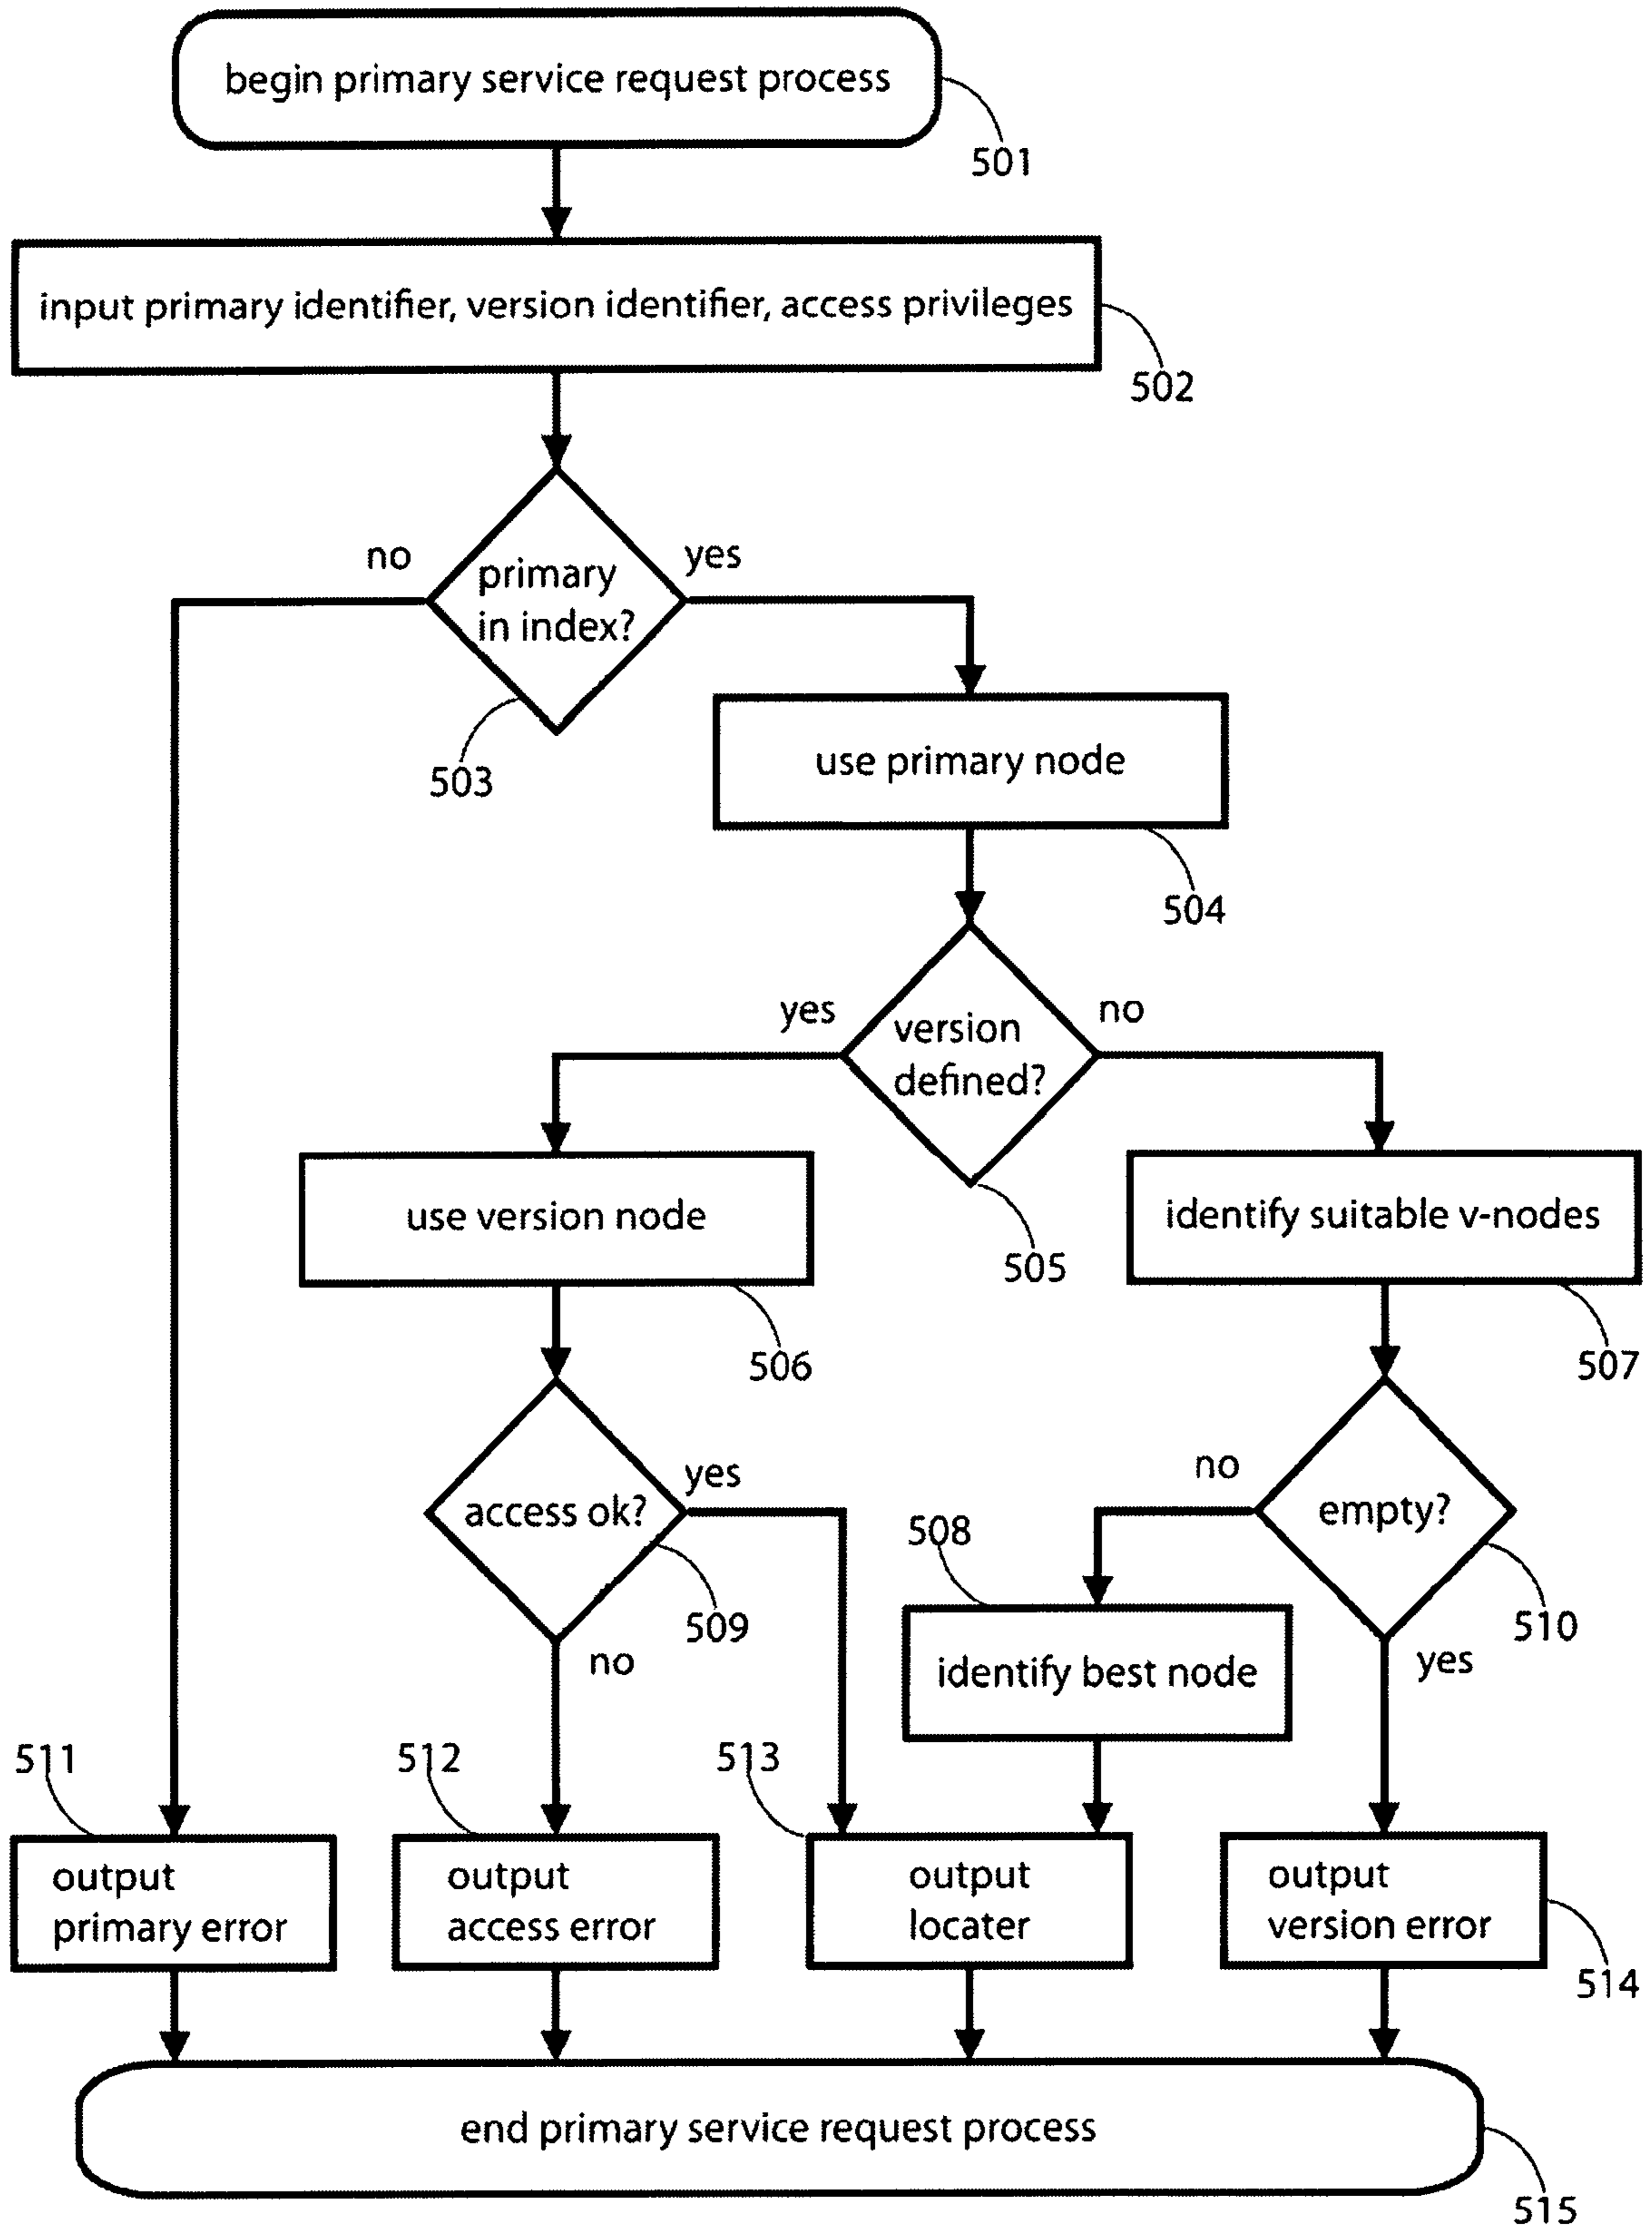 begin primary service request process
501
input primary identifier, version identifier, access privileges
502
no
yes
primary
in index?
503
use primary node
504
yes
no
version
defined?
505
use version node
506
identify suitable v-nodes
507
access ok?
yes
509
no
no
empty?
510
yes
508
identify best node
511
output
primary error
512
output
access error
513
output
locater
output
version error
514
end primary service request process
515